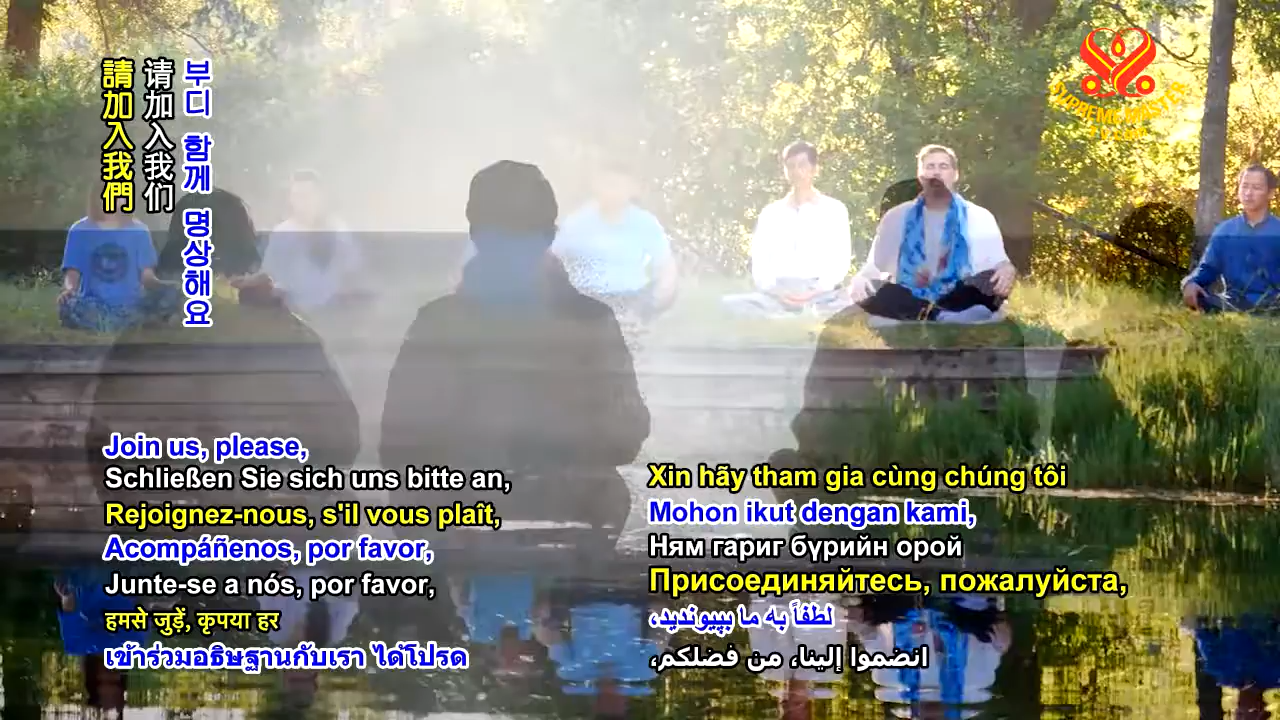 請加入我們
请加入我们
부디 함께 명상해요
SUPREME MASTER
TV.com
Join us, please,
Schließen Sie sich uns bitte an,
Rejoignez-nous, s'il vous plaît,
Acompáñenos, por favor,
Junte-se a nós, por favor,
हमसे जुड़ें, कृपया हर
เข้าร่วมอธิษฐานกับเรา ได้โปรด
Xin hãy tham gia cùng chúng tôi
Mohon ikut dengan kami,
Ням гариг бүрийн орой
Присоединяйтесь, пожалуйста,
لطفاً به ما بپیوندید،
انضموا إلينا، من فضلكم،